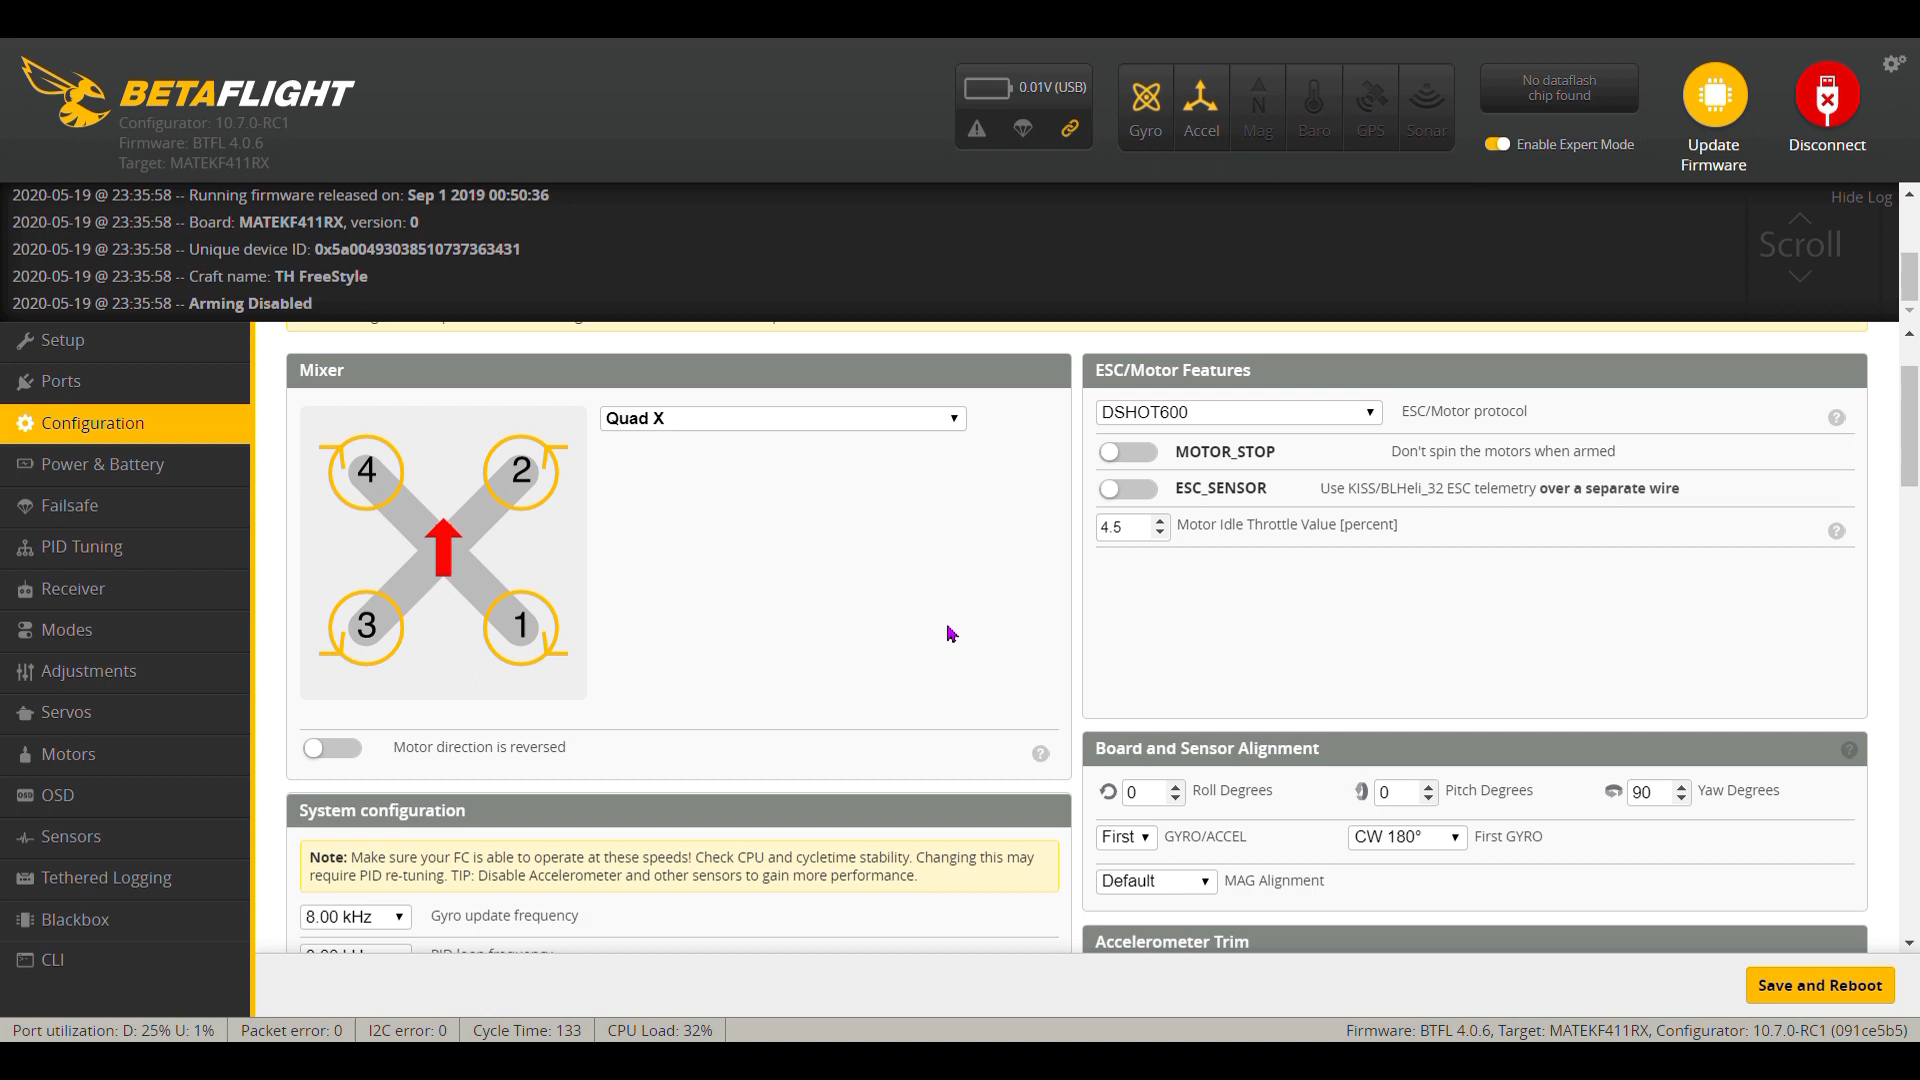 BETAFLIGHT
Configurator: 10.7.0-RC1
Firmware: BTFL 4.0.6
Target: MATEKF411RX
0.01V (USB)
Gyro
Accel
N
Mag
Baro
GPS
Sonar
No dataflash
chip found
Enable Expert Mode
Update
Firmware
Disconnect
2020-05-19 @ 23:35:58 -- Running firmware released on: Sep 1 2019 00:50:36
2020-05-19 @ 23:35:58 -- Board: MATEKF411RX, version: 0
2020-05-19 @ 23:35:58 -- Unique device ID: 0x5a00493038510737363431
2020-05-19 @ 23:35:58 -- Craft name: TH FreeStyle
2020-05-19 @ 23:35:58 -- Arming Disabled
Hide Log
Scroll
Setup
Ports
Configuration
Power & Battery
Failsafe
PID Tuning
Receiver
Modes
Adjustments
Servos
Motors
OSD
OSD
Sensors
Tethered Logging
Blackbox
CLI
Mixer
4
2
3
1
Quad X
Motor direction is reversed
?
System configuration
Note: Make sure your FC is able to operate at these speeds! Check CPU and cycletime stability. Changing this may
require PID re-tuning. TIP: Disable Accelerometer and other sensors to gain more performance.
8.00 kHz
Gyro update frequency
ESC/Motor Features
DSHOT600
ESC/Motor protocol
?
MOTOR_STOP
Don't spin the motors when armed
ESC_SENSOR
Use KISS/BLHeli_32 ESC telemetry over a separate wire
4.5
Motor Idle Throttle Value [percent]
?
Board and Sensor Alignment
?
0
Roll Degrees
0
Pitch Degrees
90
Yaw Degrees
First
GYRO/ACCEL
CW 180°
First GYRO
Default
MAG Alignment
Accelerometer Trim
Save and Reboot
Port utilization: D: 25% U: 1%
Packet error: 0
I2C error: 0
Cycle Time: 133
CPU Load: 32%
Firmware: BTFL 4.0.6, Target: MATEKF411RX, Configurator: 10.7.0-RC1 (091ce5b5)